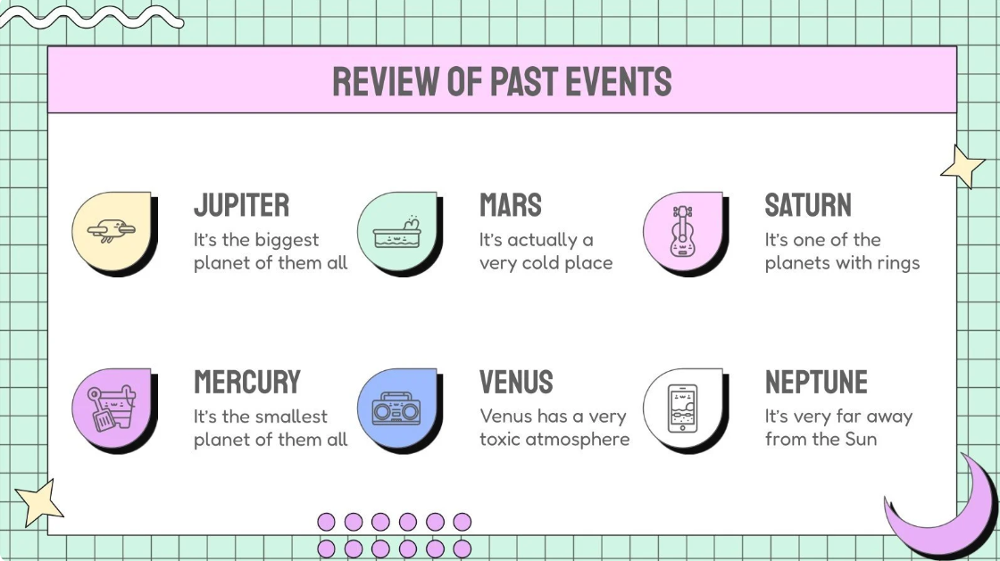 REVIEW OF PAST EVENTS
JUPITER
It's the biggest
planet of them all
MARS
It's actually a
very cold place
SATURN
It's one of the
planets with rings
MERCURY
It's the smallest
planet of them all
VENUS
Venus has a very
toxic atmosphere
NEPTUNE
It's very far away
from the Sun